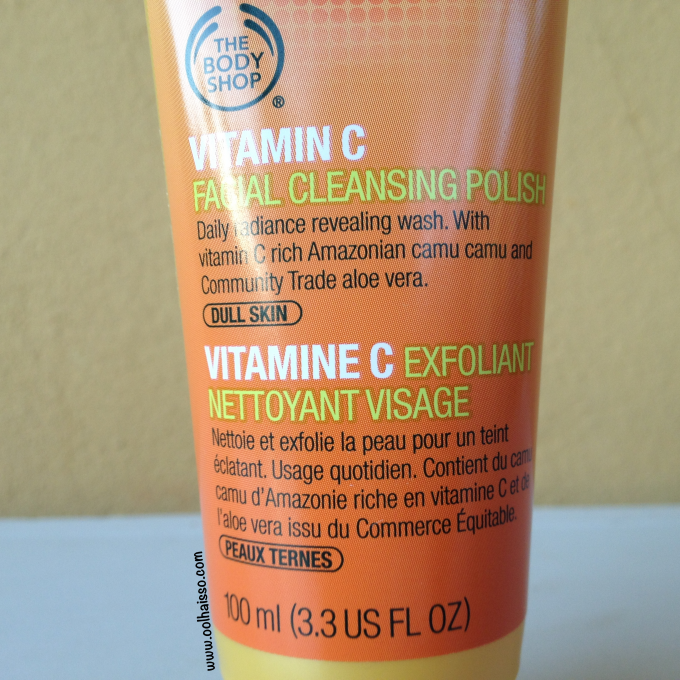 THE
BODY
SHOP
®
VITAMIN C
FACIAL CLEANSING POLISH
Daily radiance revealing wash. With
vitamin C rich Amazonian camu camu and
Community Trade aloe vera.
DULL SKIN
VITAMINE C EXFOLIANT
NETTOYANT VISAGE
Nettoie et exfolie la peau pour un teint
éclatant. Usage quotidien. Contient du camu
camu d'Amazonie riche en vitamine C et de
l'aloe vera issu du Commerce Équitable.
PEAUX TERNES
100 ml (3.3 US FL OZ)
www.oolhaisso.com